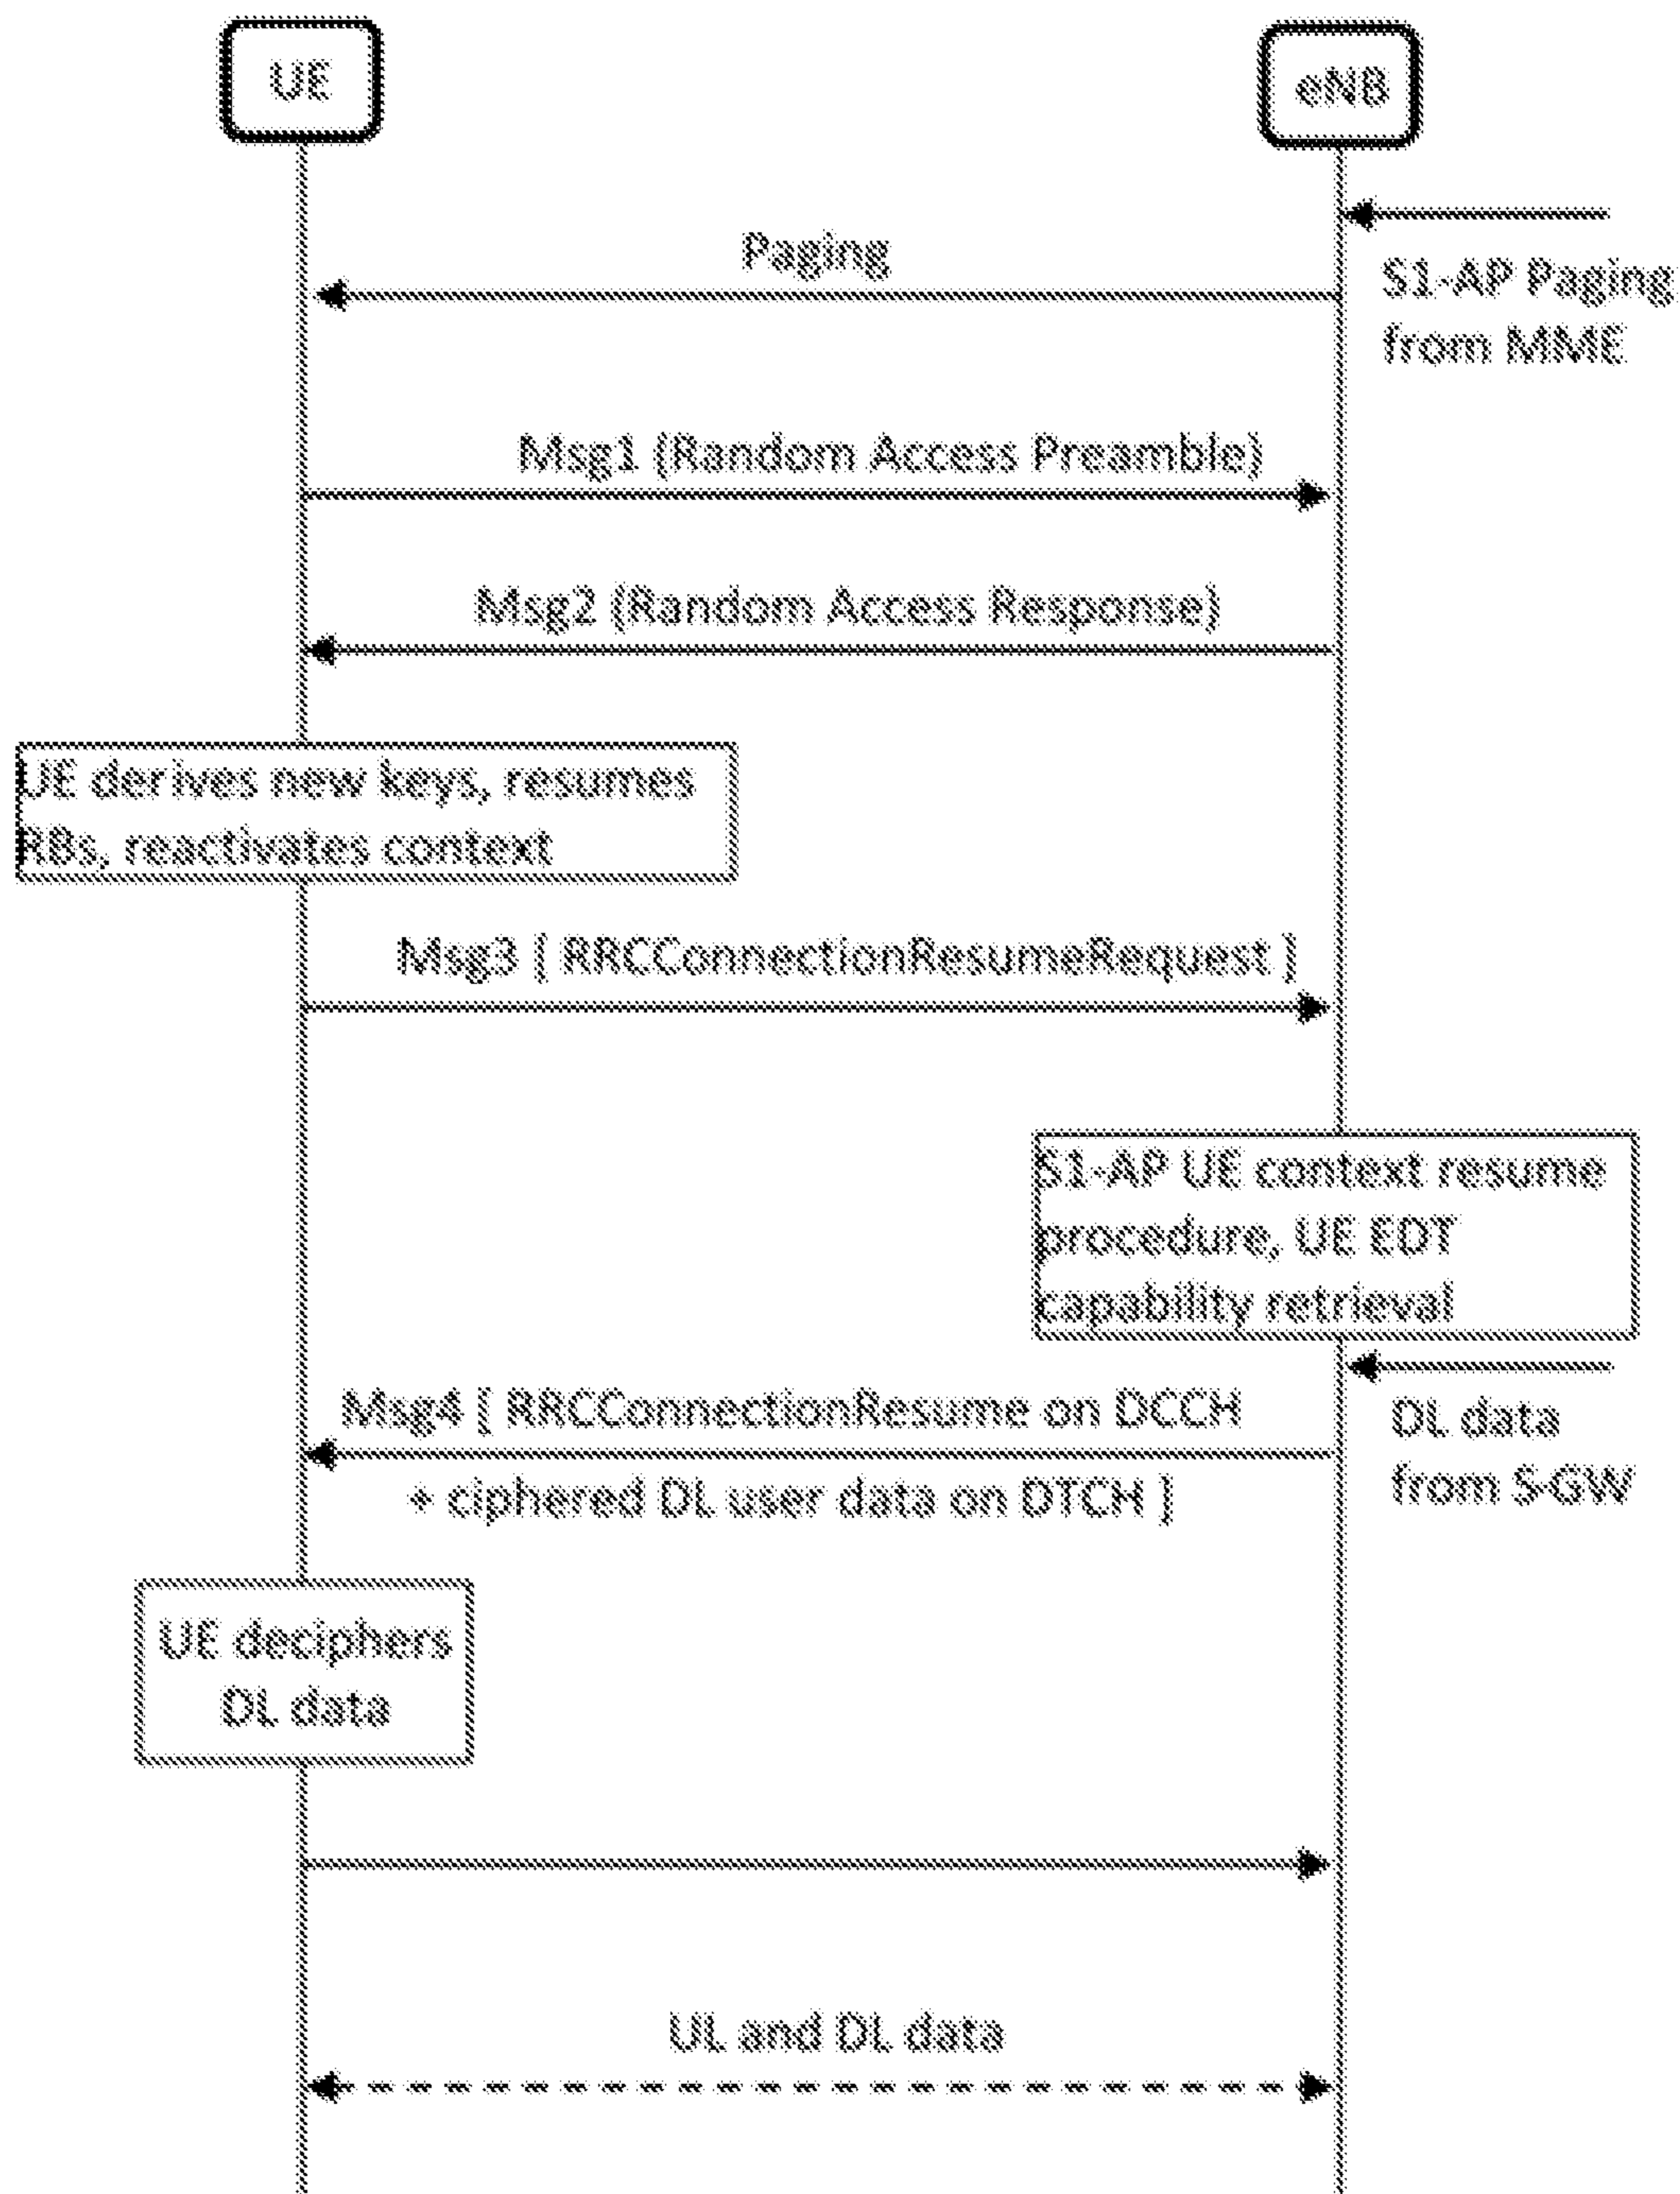 UE
eNB
Paging
S1-AP Paging
from MME
Msg1 (Random Access Preamble)
Msg2 (Random Access Response)
UE derives new keys, resumes
RBs, reactivates context
Msg3 [ RRCConnectionResumeRequest ]
S1-AP UE context resume
procedure, UE EDT
capability retrieval
Msg4 [ RRCConnectionResume on DCCH
+ ciphered DL user data on DTCH ]
DL data
from S-GW
UE deciphers
DL data
UL and DL data